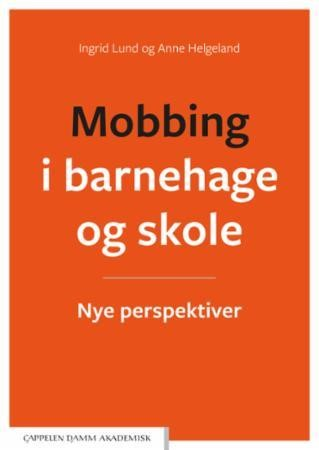 Ingrid Lund og Anne Helgeland
Mobbing
i barnehage
og skole
Nye perspektiver
CAPPELEN DAMM AKADEMISK